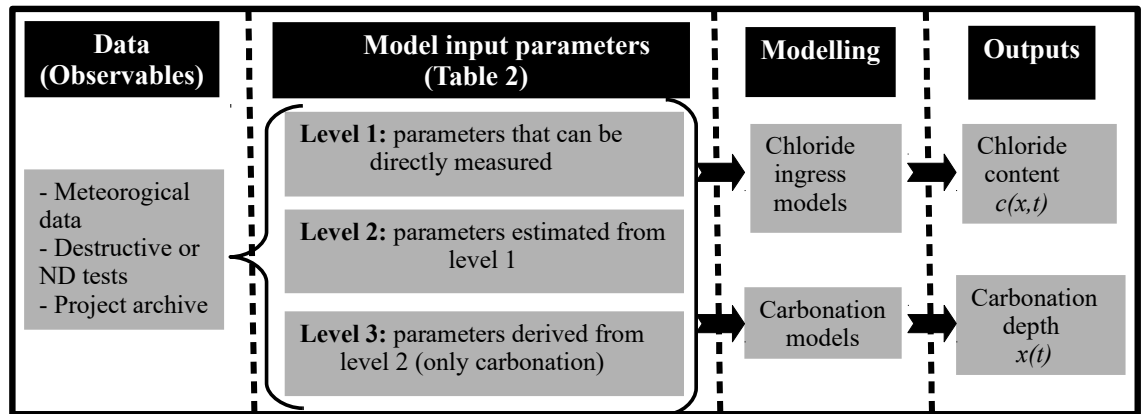 Data
(Observables)
Model input parameters
(Table 2)
Modelling
Outputs
- Meteorogical
data
- Destructive or
ND tests
- Project archive
Level 1: parameters that can be
directly measured
Level 2: parameters estimated from
level 1
Level 3: parameters derived from
level 2 (only carbonation)
Chloride
ingress
models
Carbonation
models
Chloride
content
c(x,t)
Carbonation
depth
x(t)